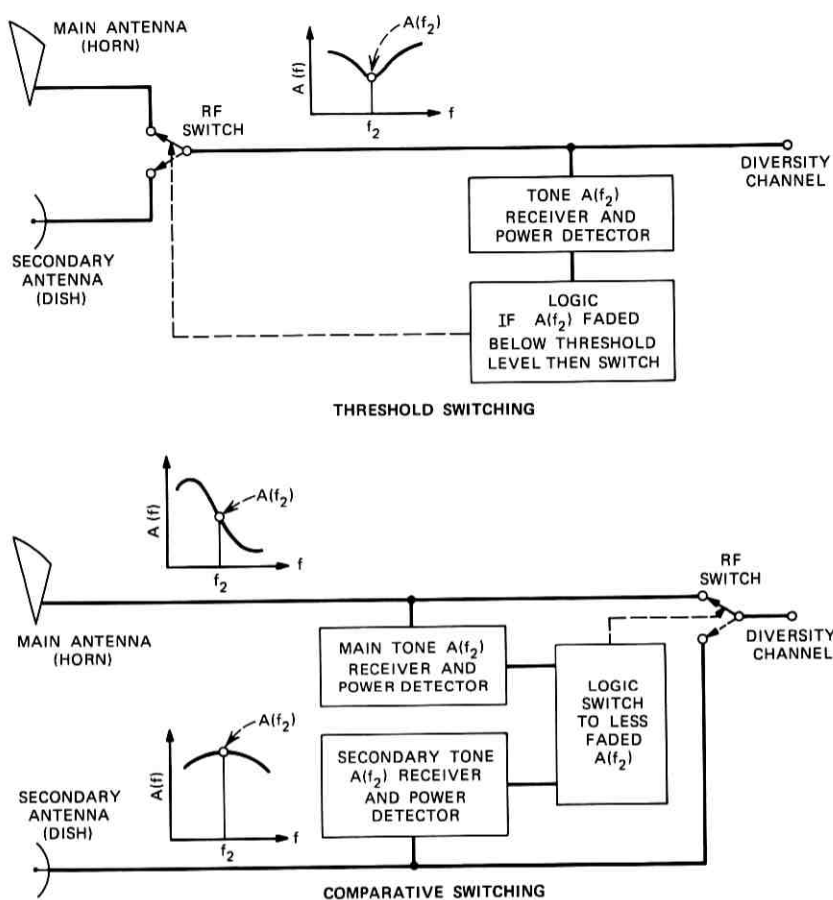 MAIN ANTENNA
(HORN)
RF
SWITCH
A(f)
A(f2)
f2
f
DIVERSITY
CHANNEL
TONE A(f2)
RECEIVER AND
POWER DETECTOR
SECONDARY
ANTENNA
(DISH)
LOGIC
IF A(f2) FADED
BELOW THRESHOLD
LEVEL THEN SWITCH
THRESHOLD SWITCHING
A(f)
A(f2)
f2
f
RF
SWITCH
MAIN ANTENNA
(HORN)
MAIN TONE A(f2)
RECEIVER AND
POWER DETECTOR
DIVERSITY
CHANNEL
LOGIC
SWITCH
TO LESS
FADED
A(f2)
A(f)
A(f2)
f2
f
SECONDARY TONE
A(f2) RECEIVER
AND POWER
DETECTOR
SECONDARY
ANTENNA
(DISH)
COMPARATIVE SWITCHING